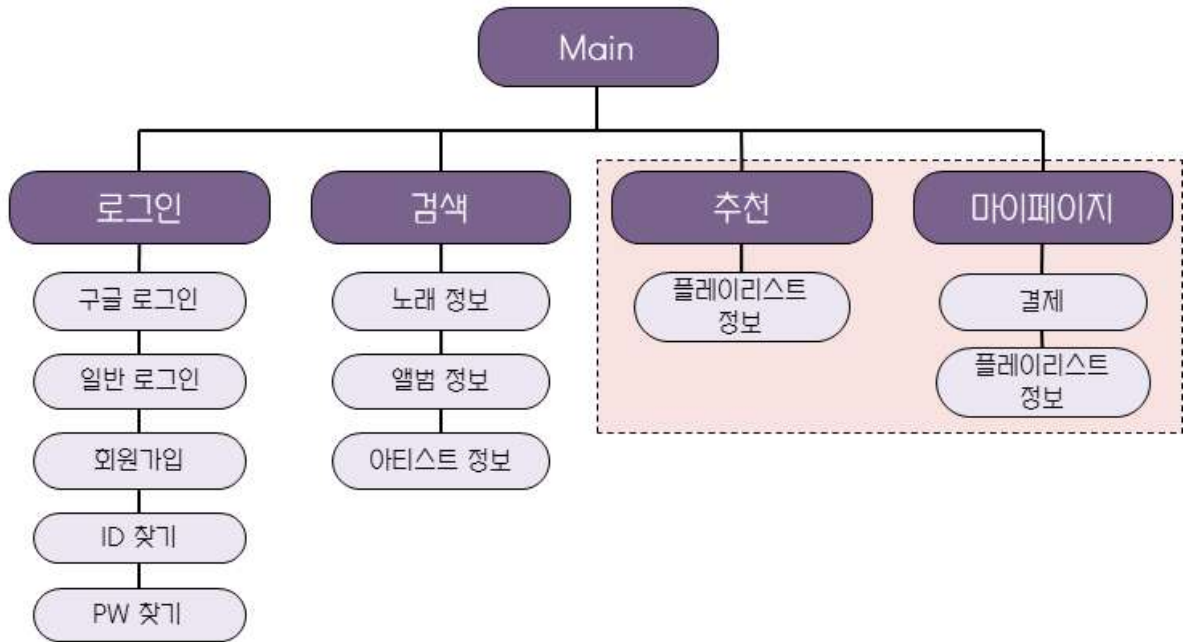 Main
로그인
검색
추천
마이페이지
구글 로그인
일반 로그인
회원가입
ID 찾기
PW 찾기
노래 정보
앨범 정보
아티스트 정보
플레이리스트
정보
결제
플레이리스트
정보